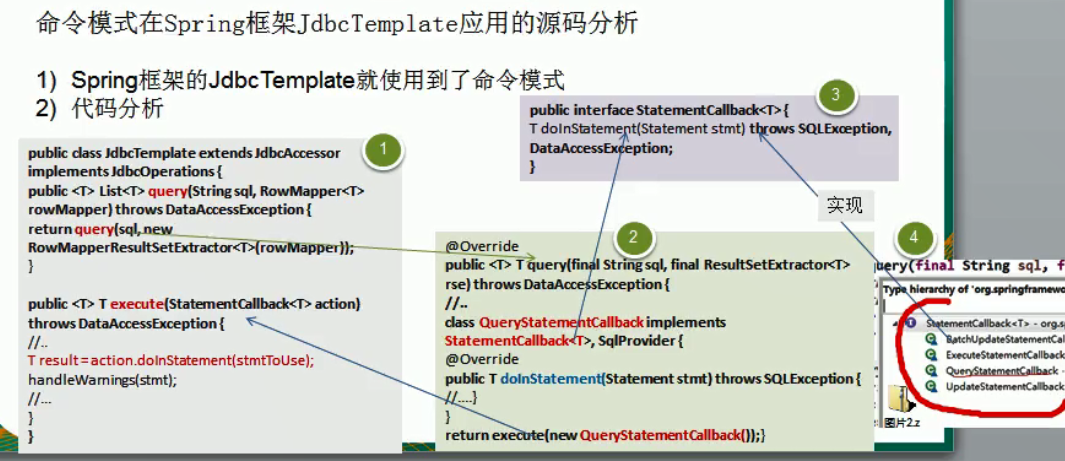 命令模式在Spring框架JdbcTemplate应用的源码分析
1) Spring框架的JdbcTemplate就使用到了命令模式
2) 代码分析
1
public class JdbcTemplate extends JdbcAccessor
implements JdbcOperations {
public <T> List<T> query(String sql, RowMapper<T>
rowMapper) throws DataAccessException {
return query(sql, new
RowMapperResultSetExtractor<T>(rowMapper));
}
public <T> T execute(StatementCallback<T> action)
throws DataAccessException {
//..
T result = action.doInStatement(stmtToUse);
handleWarnings(stmt);
//...
}
}
2
@Override
public <T> T query(final String sql, final ResultSetExtractor<T>
rse) throws DataAccessException {
//..
class QueryStatementCallback implements
StatementCallback<T>, SqlProvider {
@Override
public T doInStatement(Statement stmt) throws SQLException {
//....}
}
return execute(new QueryStatementCallback());}
3
public interface StatementCallback<T> {
T doInStatement(Statement stmt) throws SQLException,
DataAccessException;
}
实现
4
uery(final String sql, f
Type hierarchy of 'org.springframewo
StatementCallback<T> - org.sp
BatchUpdateStatementCal
ExecuteStatementCallback
QueryStatementCallback -
UpdateStatementCallback
图片2.z